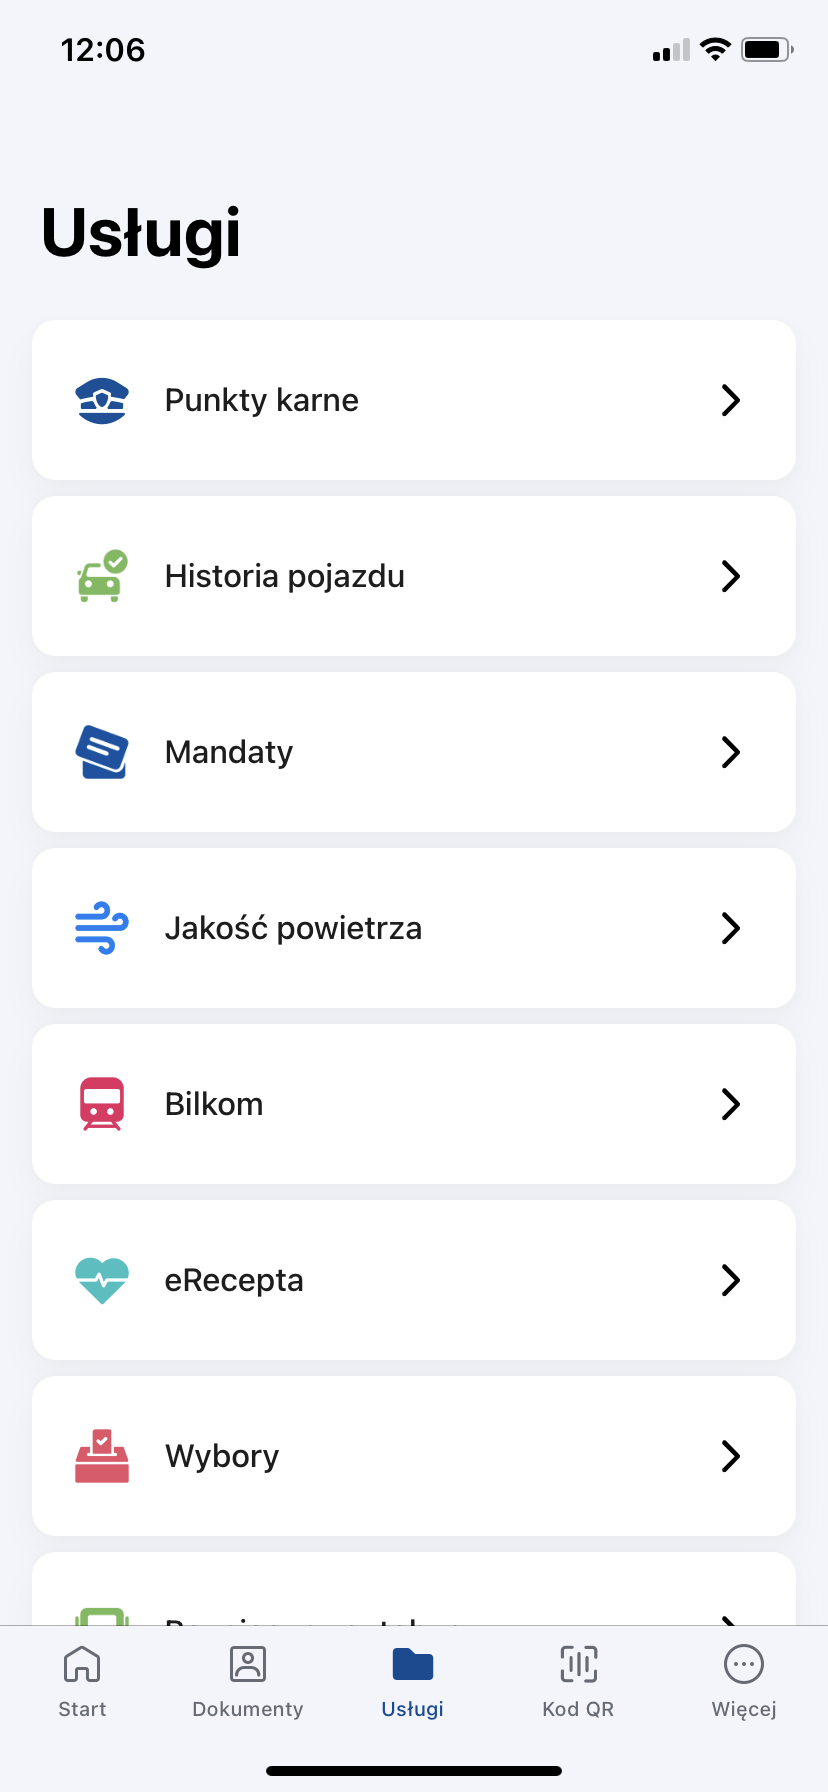 12:06
Usługi
Punkty karne
Historia pojazdu
Mandaty
Jakość powietrza
Bilkom
eRecepta
Wybory
Start
Dokumenty
Usługi
Kod QR
Więcej